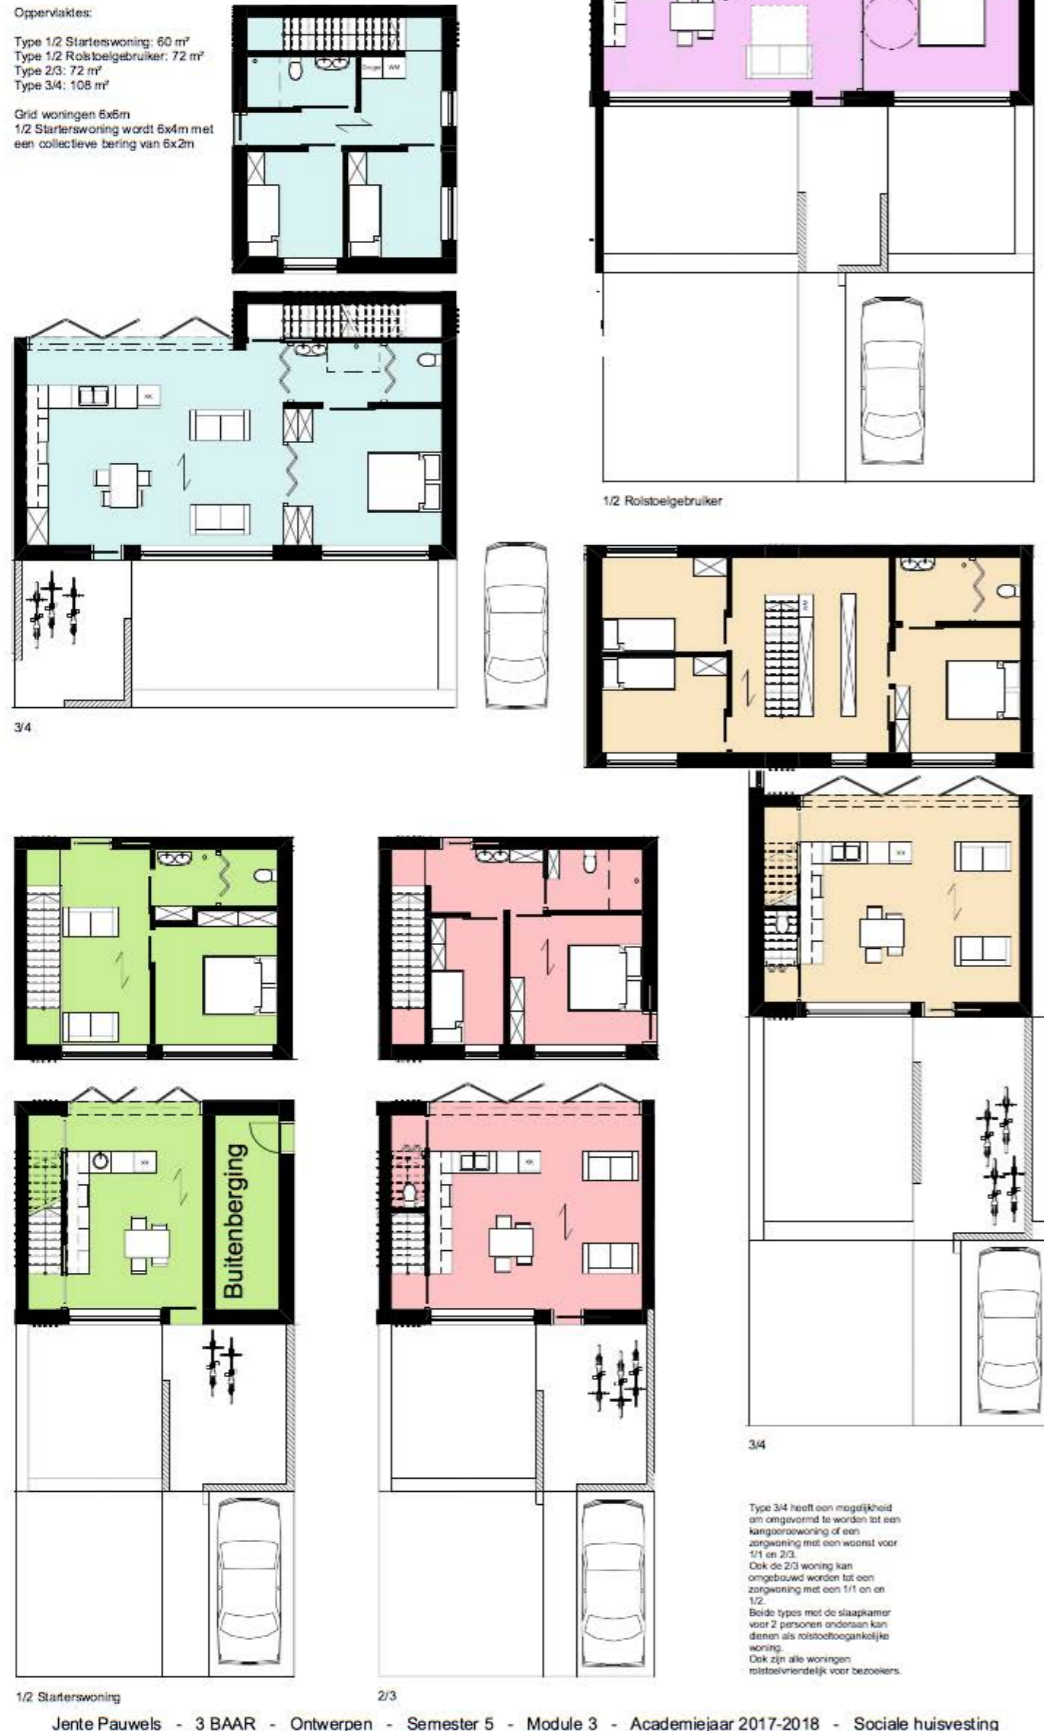 Oppervlaktes:
Type 1/2 Starterswoning: 60 m²
Type 1/2 Rolstoelgebruiker: 72 m²
Type 2/3: 72 m²
Type 3/4: 108 m²
Grid woningen 6x6m
1/2 Starterswoning wordt 6x4m met
een collectieve bering van 6x2m
Droger WM
1/2 Rolstoelgebruiker
3/4
WM
Buitenberging
3/4
Type 3/4 heeft een mogelijkheid
om omgevormd te worden tot een
kangoeroewoning of een
zorgwoning met een woonst voor
1/1 en 2/3.
Ook de 2/3 woning kan
omgebouwd worden tot een
zorgwoning met een 1/1 en en
1/2.
Beide types met de slaapkamer
voor 2 personen onderaan kan
dienen als rolstoeltoegankelijke
woning.
Ook zijn alle woningen
rolstoelvriendelijk voor bezoekers.
1/2 Starterswoning
2/3
Jente Pauwels - 3 BAAR - Ontwerpen - Semester 5 - Module 3 - Academiejaar 2017-2018 - Sociale huisvesting